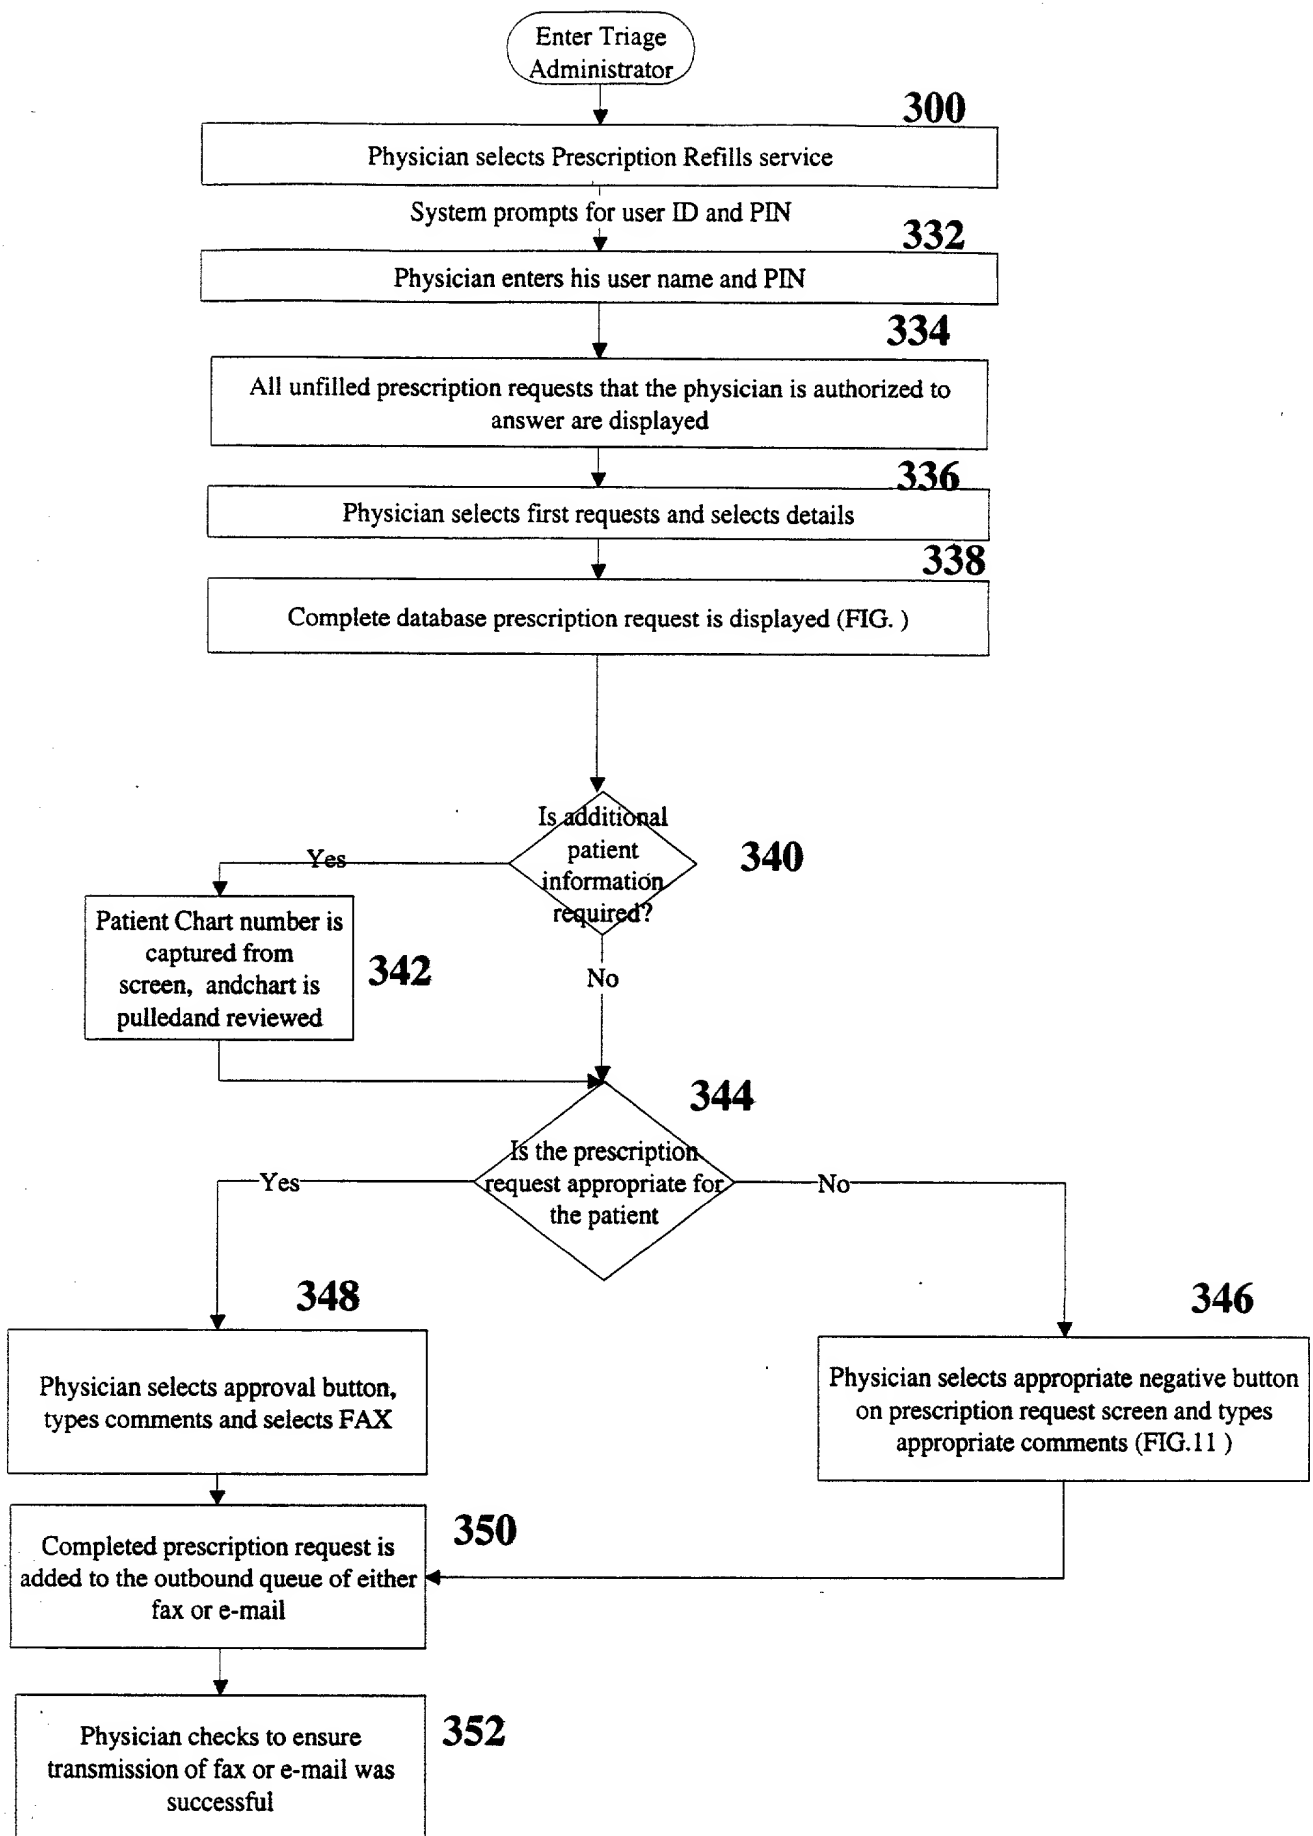 Enter Triage
Administrator
300
Physician selects Prescription Refills service
System prompts for user ID and PIN
332
Physician enters his user name and PIN
334
All unfilled prescription requests that the physician is authorized to
answer are displayed
336
Physician selects first requests and selects details
338
Complete database prescription request is displayed (FIG. )
Is additional
patient
information
required?
340
Yes
No
Patient Chart number is
captured from
screen, andchart is
pulledand reviewed
342
344
Is the prescription
request appropriate for
the patient
Yes
No
348
346
Physician selects approval button,
types comments and selects FAX
Physician selects appropriate negative button
on prescription request screen and types
appropriate comments (FIG.11 )
350
Completed prescription request is
added to the outbound queue of either
fax or e-mail
352
Physician checks to ensure
transmission of fax or e-mail was
successful